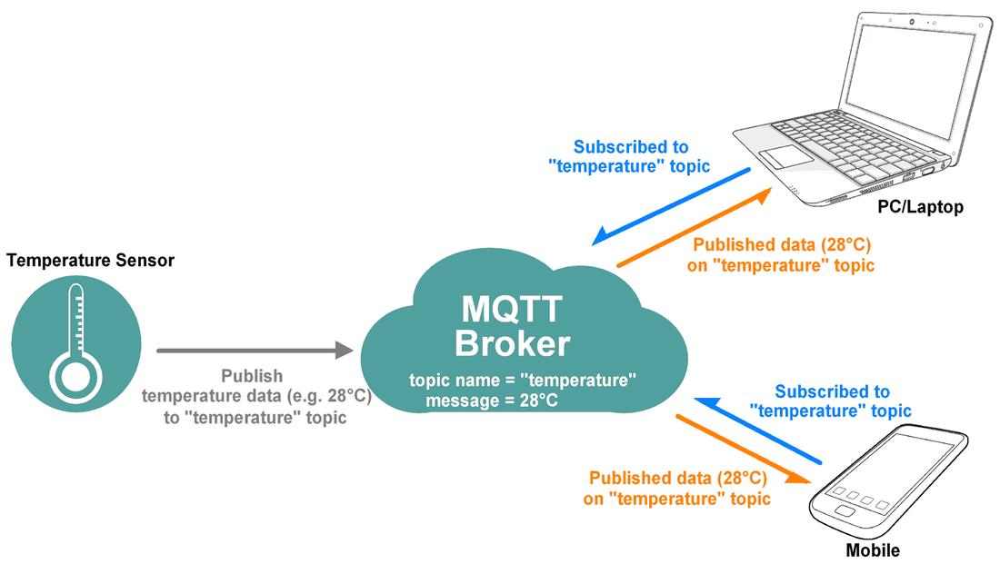 Subscribed to
"temperature" topic
PC/Laptop
Published data (28°C)
on "temperature" topic
Temperature Sensor
MQTT
Broker
topic name = "temperature"
message = 28°C
Publish
temperature data (e.g. 28°C)
to "temperature" topic
Subscribed to
"temperature" topic
Published data (28°C)
on "temperature" topic
Mobile